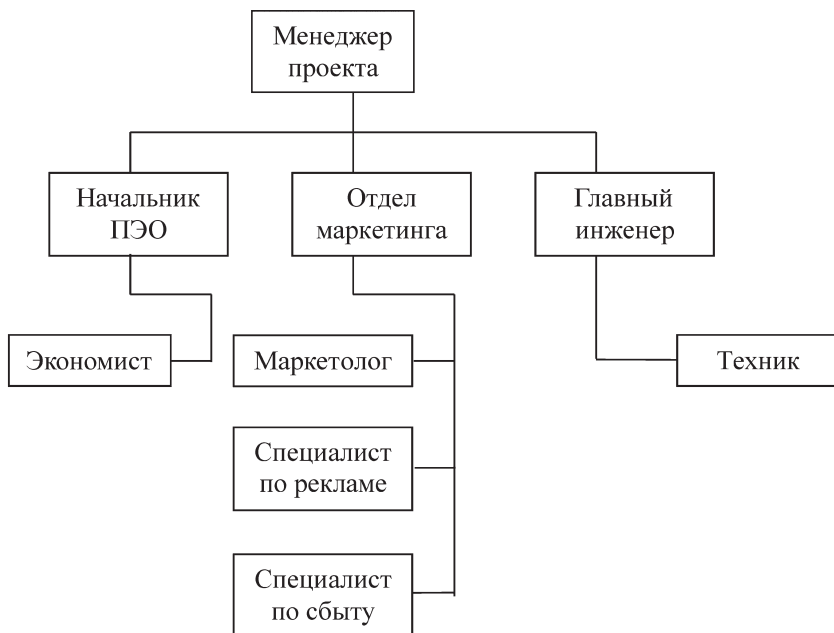 Менеджер
проекта
Начальник
ПЭО
Отдел
маркетинга
Главный
инженер
Экономист
Маркетолог
Техник
Специалист
по рекламе
Специалист
по сбыту